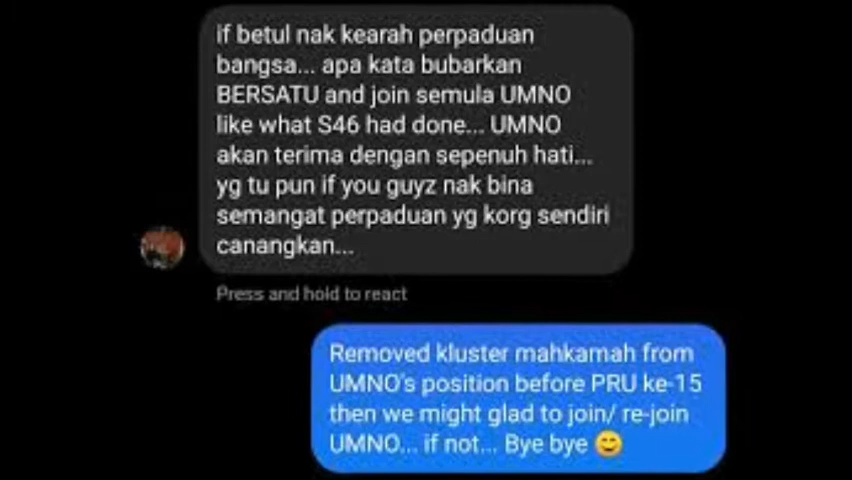 if betul nak kearah perpaduan
bangsa... apa kata bubarkan
BERSATU and join semula UMNO
like what S46 had done... UMNO
akan terima dengan sepenuh hati...
yg tu pun if you guyz nak bina
semangat perpaduan yg korg sendiri
canangkan...
Press and hold to react
Removed kluster mahkamah from
UMNO's position before PRU ke-15
then we might glad to join/ re-join
UMNO... if not... Bye bye 😊